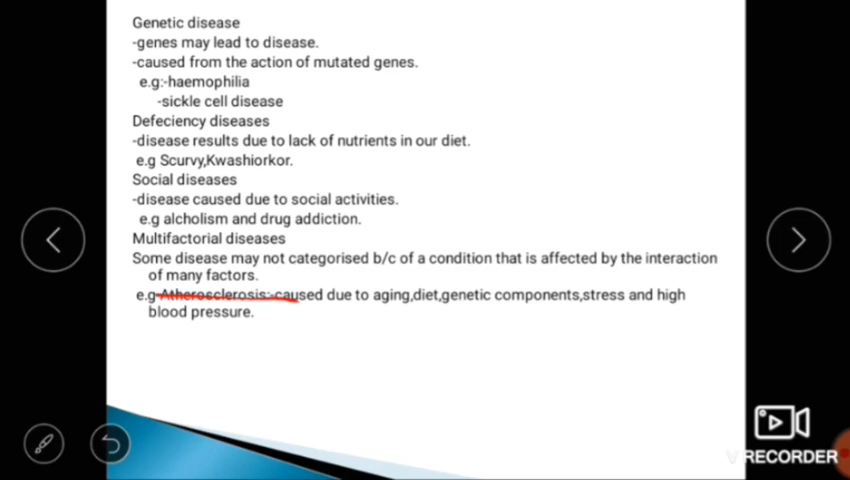 Genetic disease
-genes may lead to disease.
-caused from the action of mutated genes.
e.g:-haemophilia
-sickle cell disease
Defeciency diseases
-disease results due to lack of nutrients in our diet.
e.g Scurvy,Kwashiorkor.
Social diseases
-disease caused due to social activities.
e.g alcholism and drug addiction.
Multifactorial diseases
Some disease may not categorised b/c of a condition that is affected by the interaction
of many factors.
e.g Atherosclerosis:-caused due to aging,diet,genetic components,stress and high
blood pressure.
V RECORDER